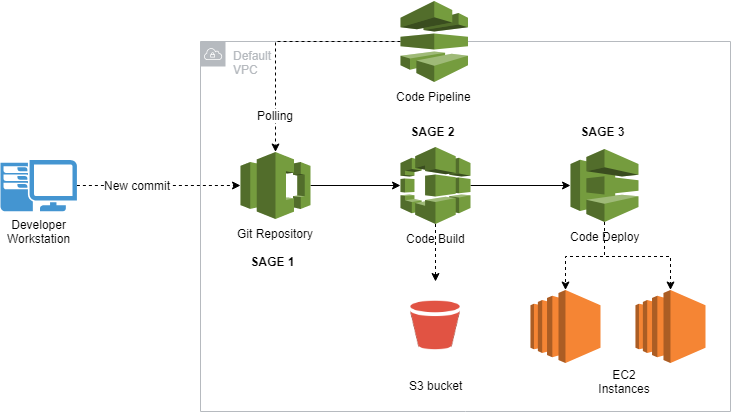 Default
VPC
Code Pipeline
Polling
SAGE 2
SAGE 3
New commit
Developer
Workstation
Git Repository
Code Build
Code Deploy
SAGE 1
S3 bucket
EC2
Instances